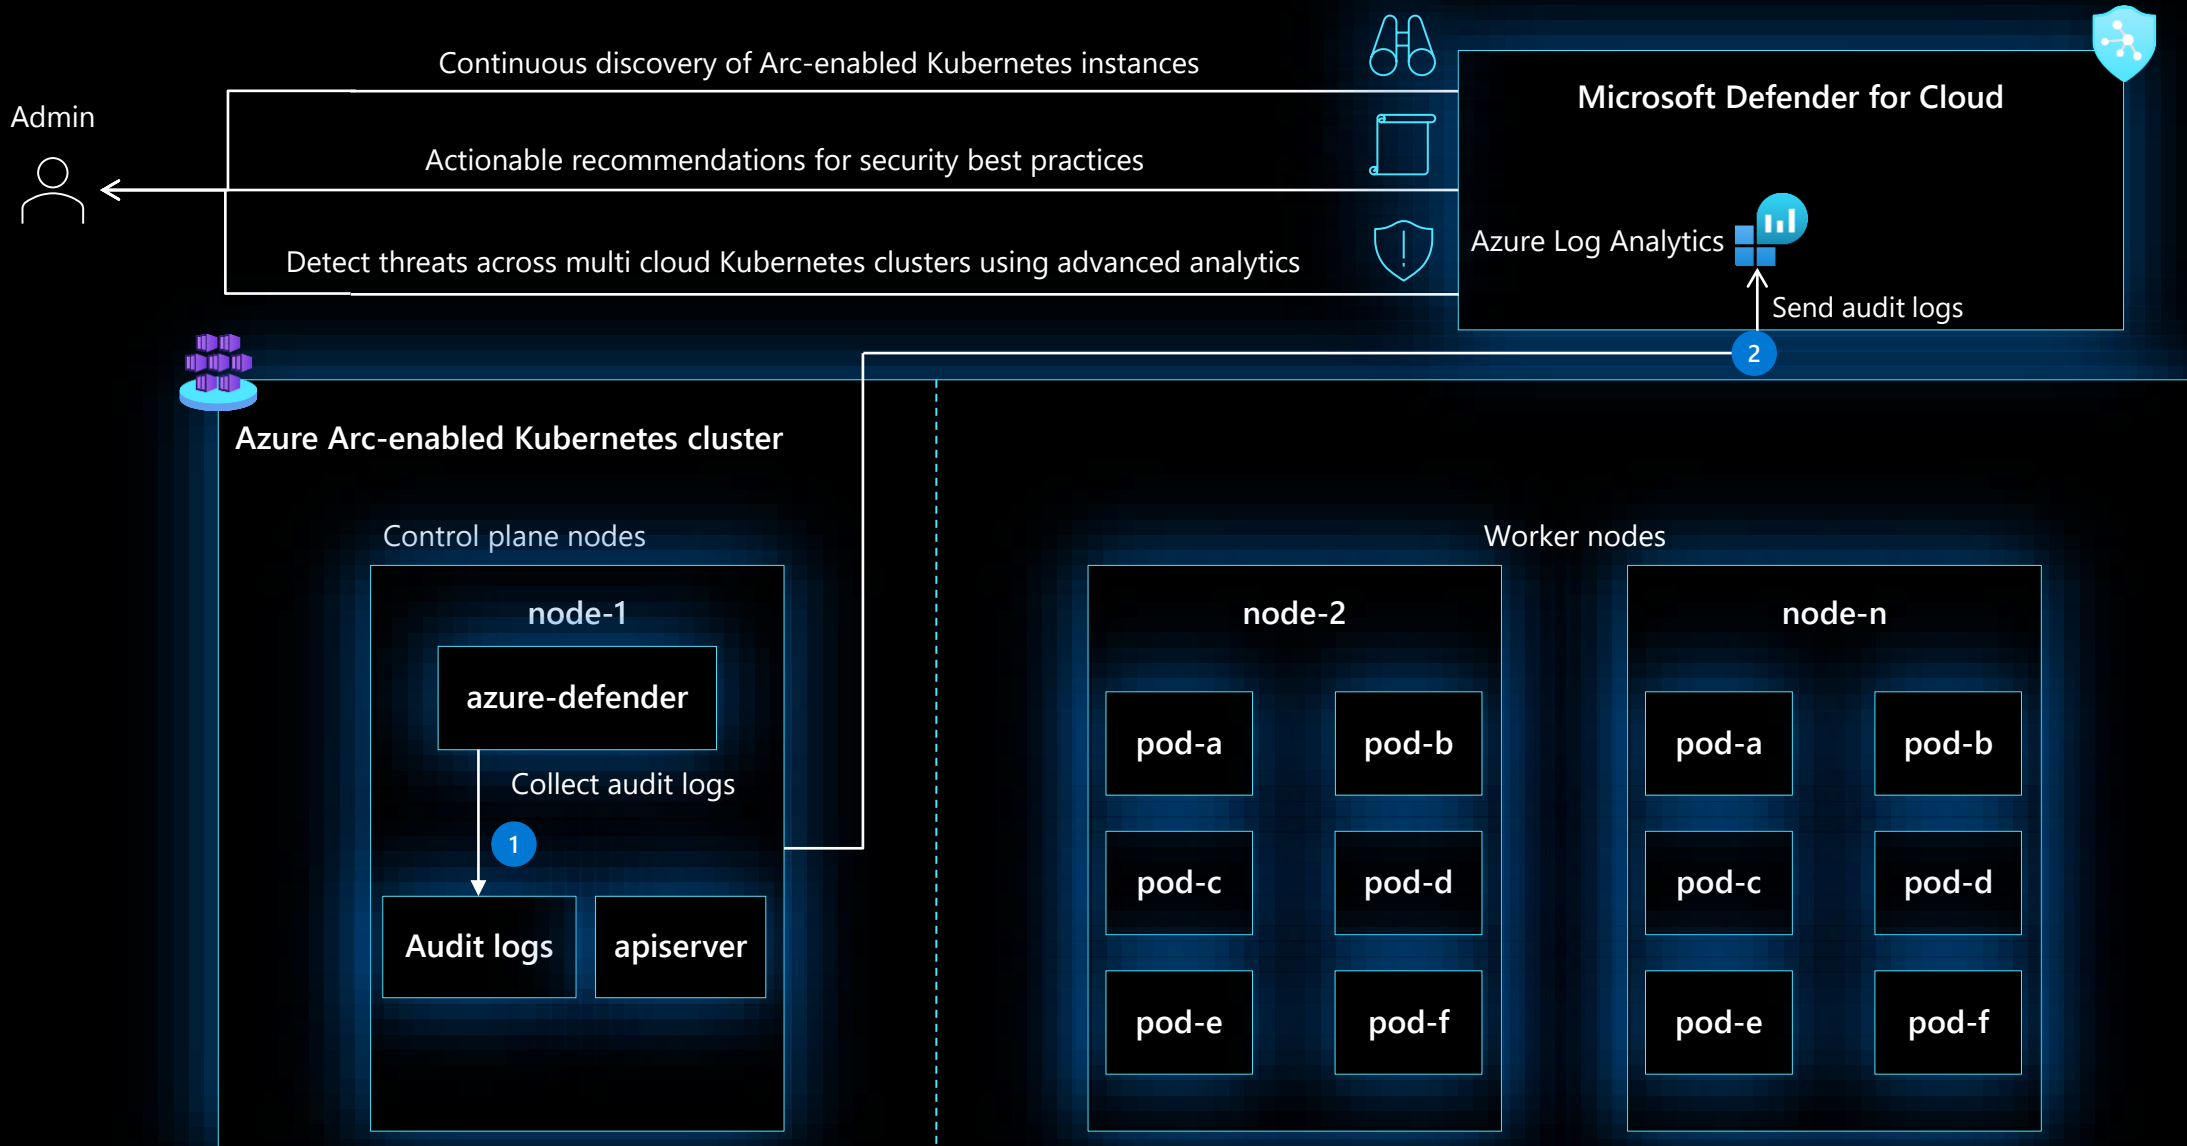 Continuous discovery of Arc-enabled Kubernetes instances
Microsoft Defender for Cloud
Admin
Actionable recommendations for security best practices
Azure Log Analytics
Detect threats across multi cloud Kubernetes clusters using advanced analytics
Send audit logs
2
Azure Arc-enabled Kubernetes cluster
Control plane nodes
node-1
azure-defender
Collect audit logs
1
Audit logs
apiserver
Worker nodes
node-2
pod-a
pod-b
pod-c
pod-d
pod-e
pod-f
node-n
pod-a
pod-b
pod-c
pod-d
pod-e
pod-f